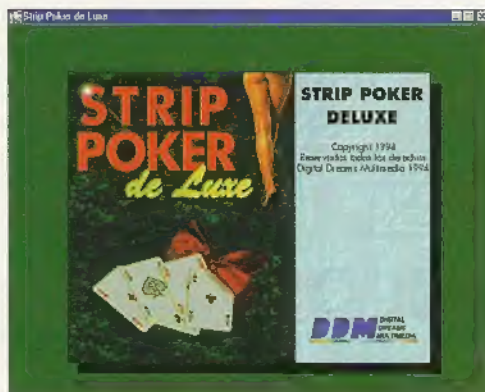 Strip Poker de Luxe
STRIP
POKER
de Luxe
STRIP POKER
DELUXE
Copyright 1994
Reservados todos los derechos
Digital Dreams Multimedia 1994
DDM
DIGITAL
DREAMS
MULTIMEDIA